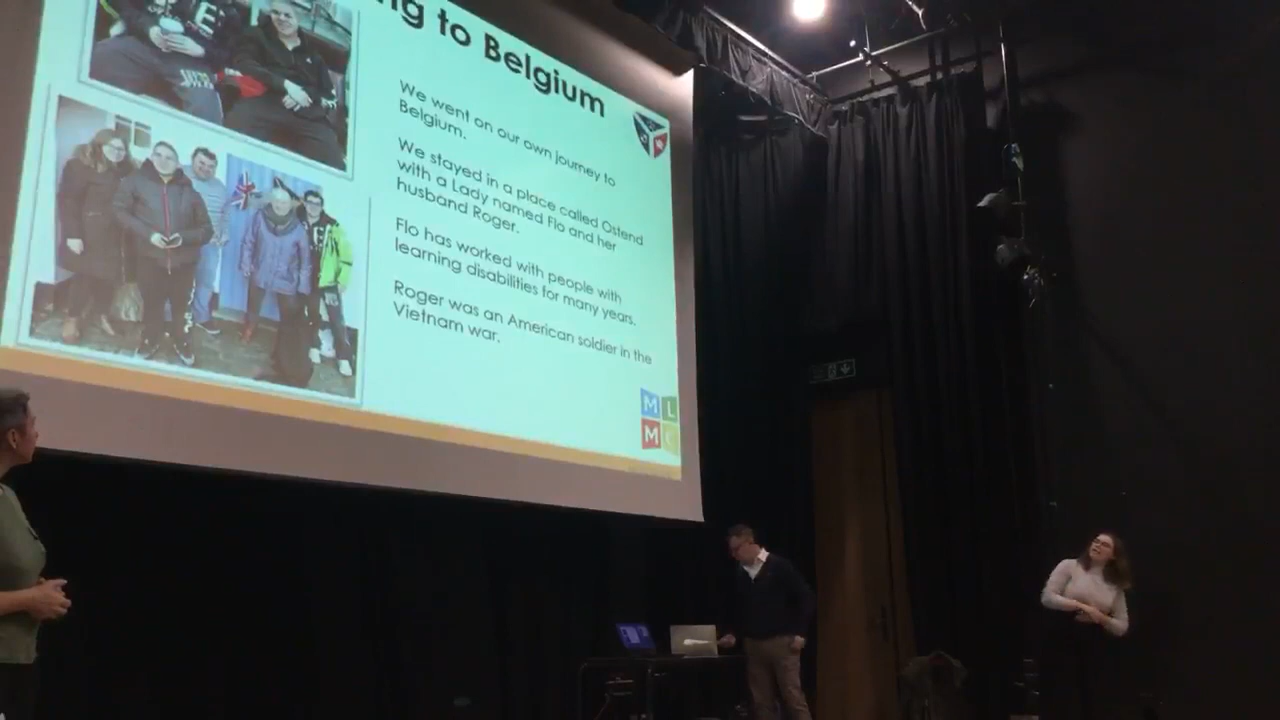 ng to Belgium
We went on our own journey to
Belgium.
We stayed in a place called Ostend
with a Lady named Flo and her
husband Roger.
Flo has worked with people with
learning disabilities for many years.
Roger was an American soldier in the
Vietnam war.
M L
M C